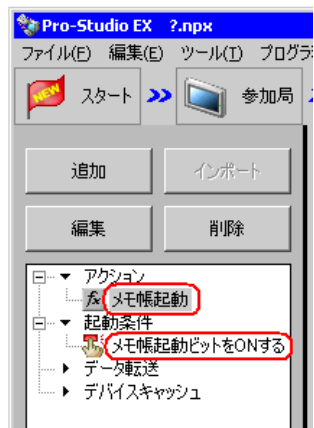 Pro-Studio EX ?.npx
ファイル(F) 編集(E) ツール(T) プログラ
NEW スタート 参加局
追加 インポート
編集 削除
アクション
fx メモ帳起動
起動条件
メモ帳起動ビットをONする
データ転送
デバイスキャッシュ